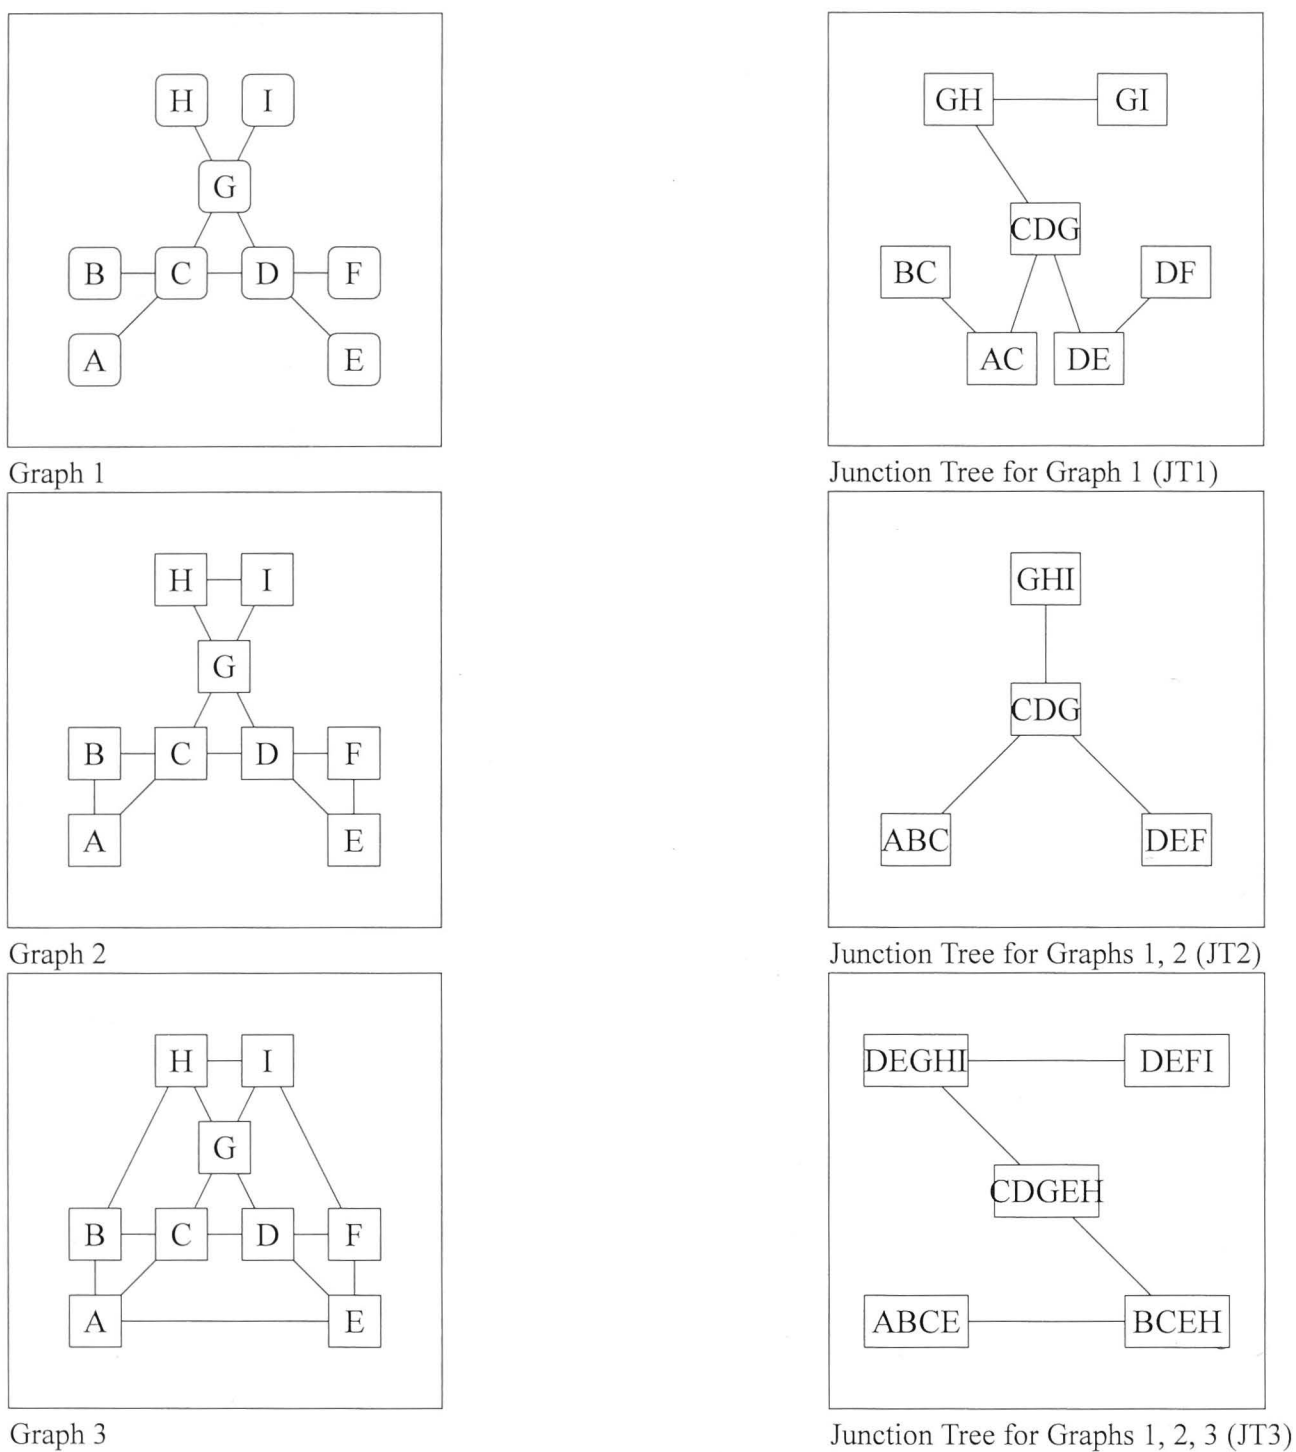 H I
G
B C D F
A E
Graph 1
GH GI
CDG
BC DF
AC DE
Junction Tree for Graph 1 (JT1)
H I
G
B C D F
A E
Graph 2
GHI
CDG
ABC DEF
Junction Tree for Graphs 1, 2 (JT2)
H I
G
B C D F
A E
Graph 3
DEGHI DEFI
CDGEH
ABCE BCEH
Junction Tree for Graphs 1, 2, 3 (JT3)